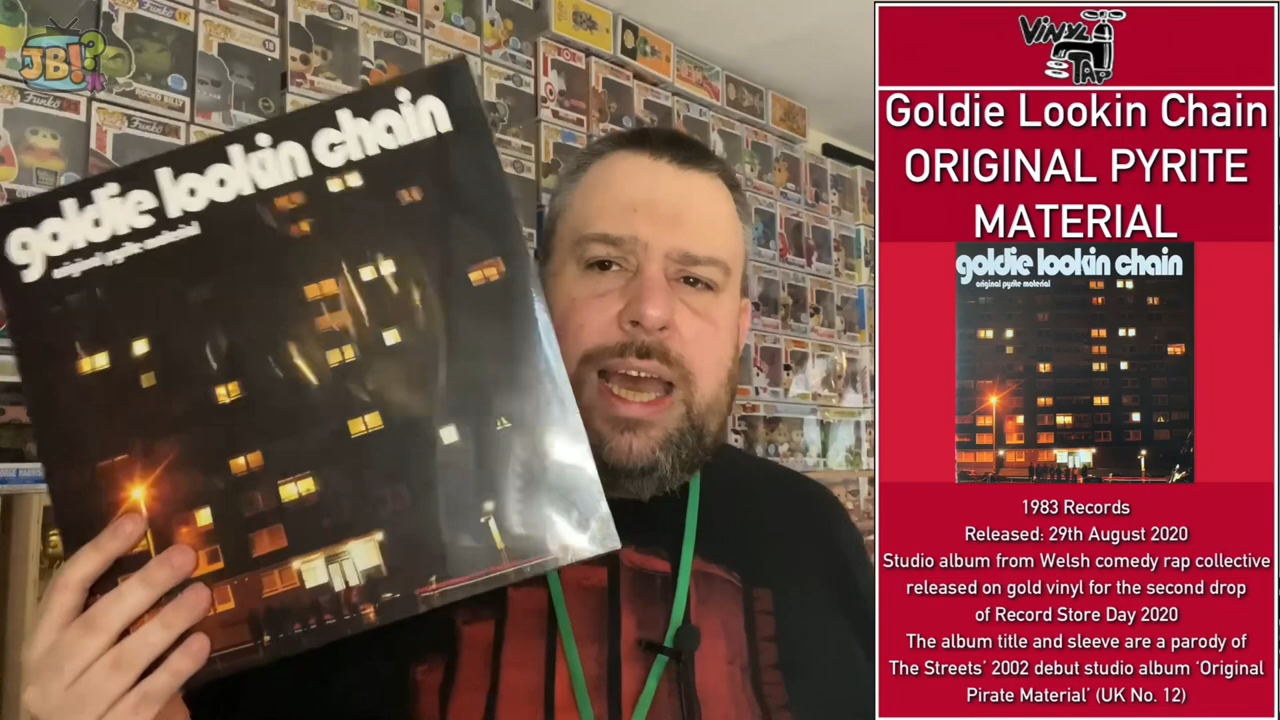 JB!?
goldie lookin chain
original pyrite material
Funko
Funko
ViNYL
TAP
Goldie Lookin Chain
ORIGINAL PYRITE
MATERIAL
goldie lookin chain
original pyrite material
1983 Records
Released: 29th August 2020
Studio album from Welsh comedy rap collective
released on gold vinyl for the second drop
of Record Store Day 2020
The album title and sleeve are a parody of
The Streets' 2002 debut studio album 'Original
Pirate Material' (UK No. 12)